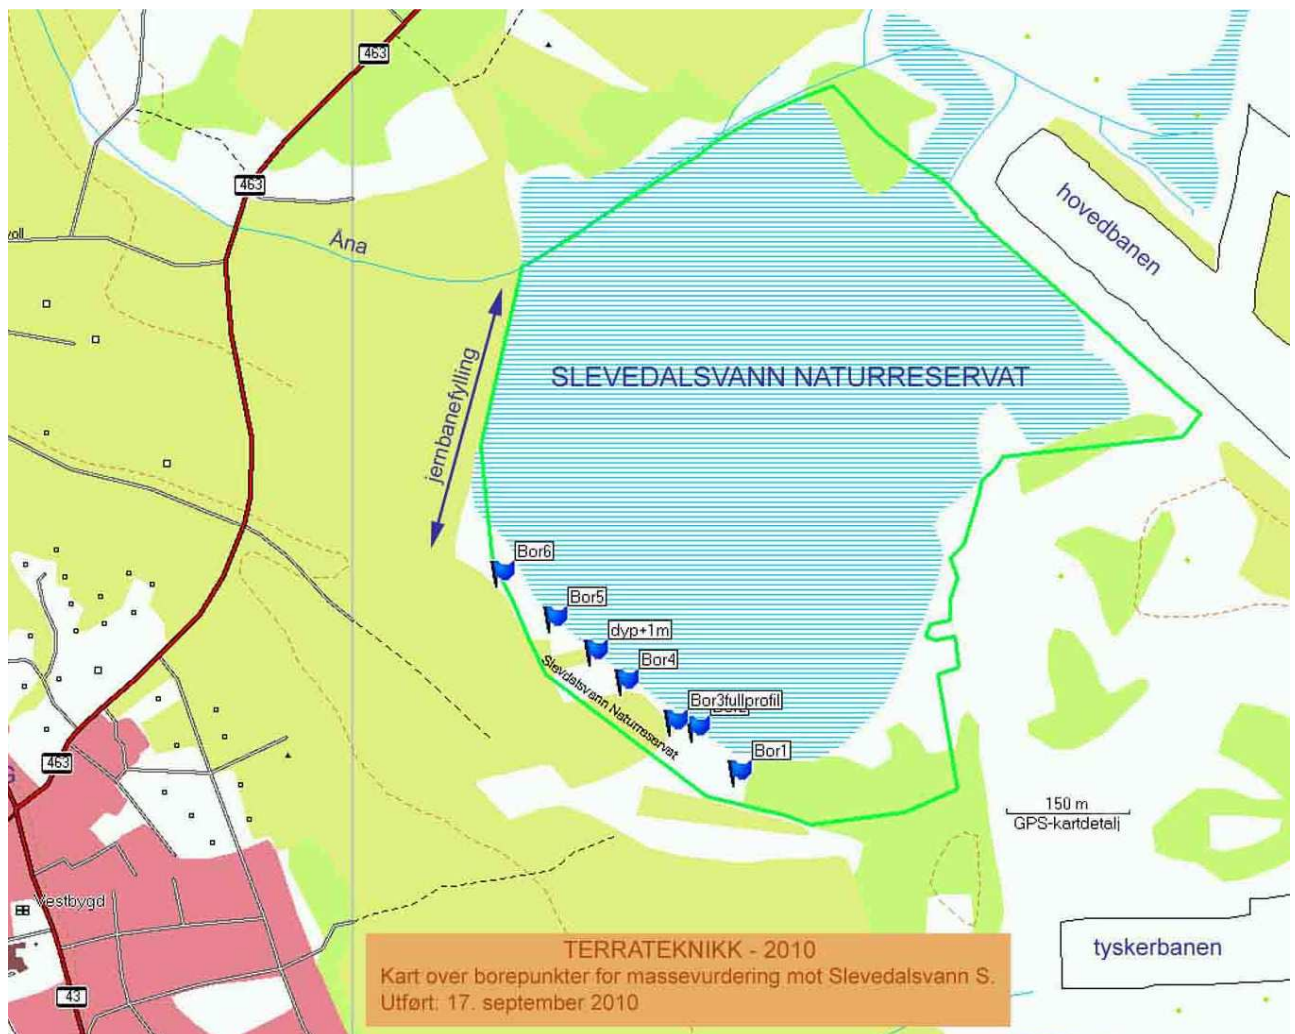 463
463
Åna
voll
hovedbanen
jernbanefylling
SLEVEDALSVANN NATURRESERVAT
Bor6
Bor5
dyp+1m
Bor4
Slevdalsvann Naturreservat
Bor3fullprofil
Bor1
463
150 m
GPS-kartdetalj
Vestbygd
43
tyskerbanen
TERRATEKNIKK - 2010
Kart over borepunkter for massevurdering mot Slevedalsvann S.
Utført: 17. september 2010